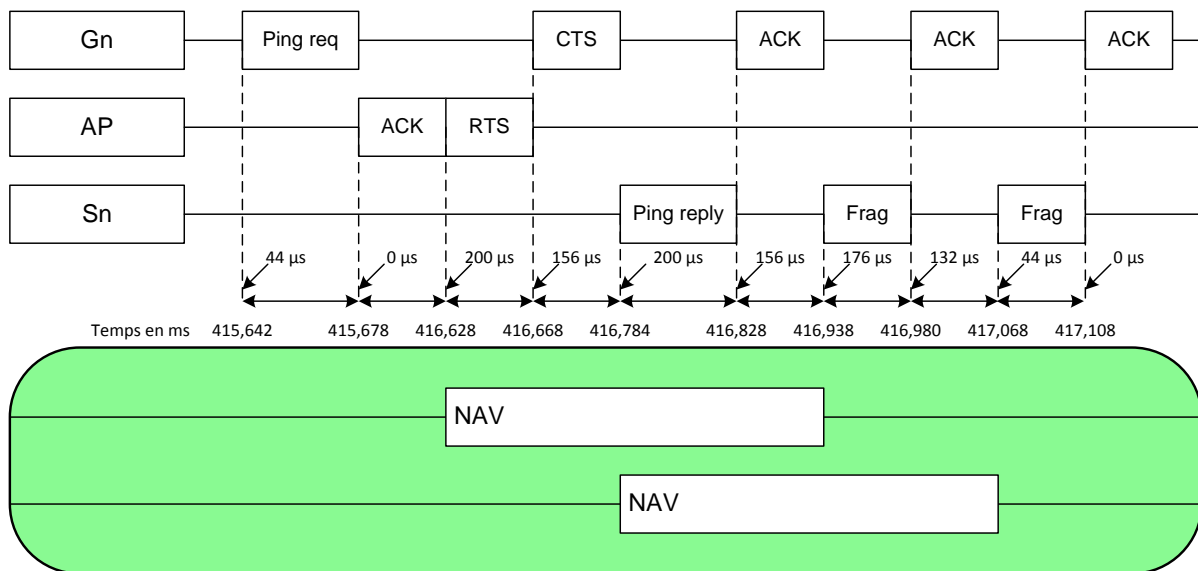 Gn Ping req CTS ACK ACK ACK
AP ACK RTS
Sn Ping reply Frag Frag
44 µs 0 µs 200 µs 156 µs 200 µs 156 µs 176 µs 132 µs 44 µs 0 µs
Temps en ms 415,642 415,678 416,628 416,668 416,784 416,828 416,938 416,980 417,068 417,108
NAV
NAV